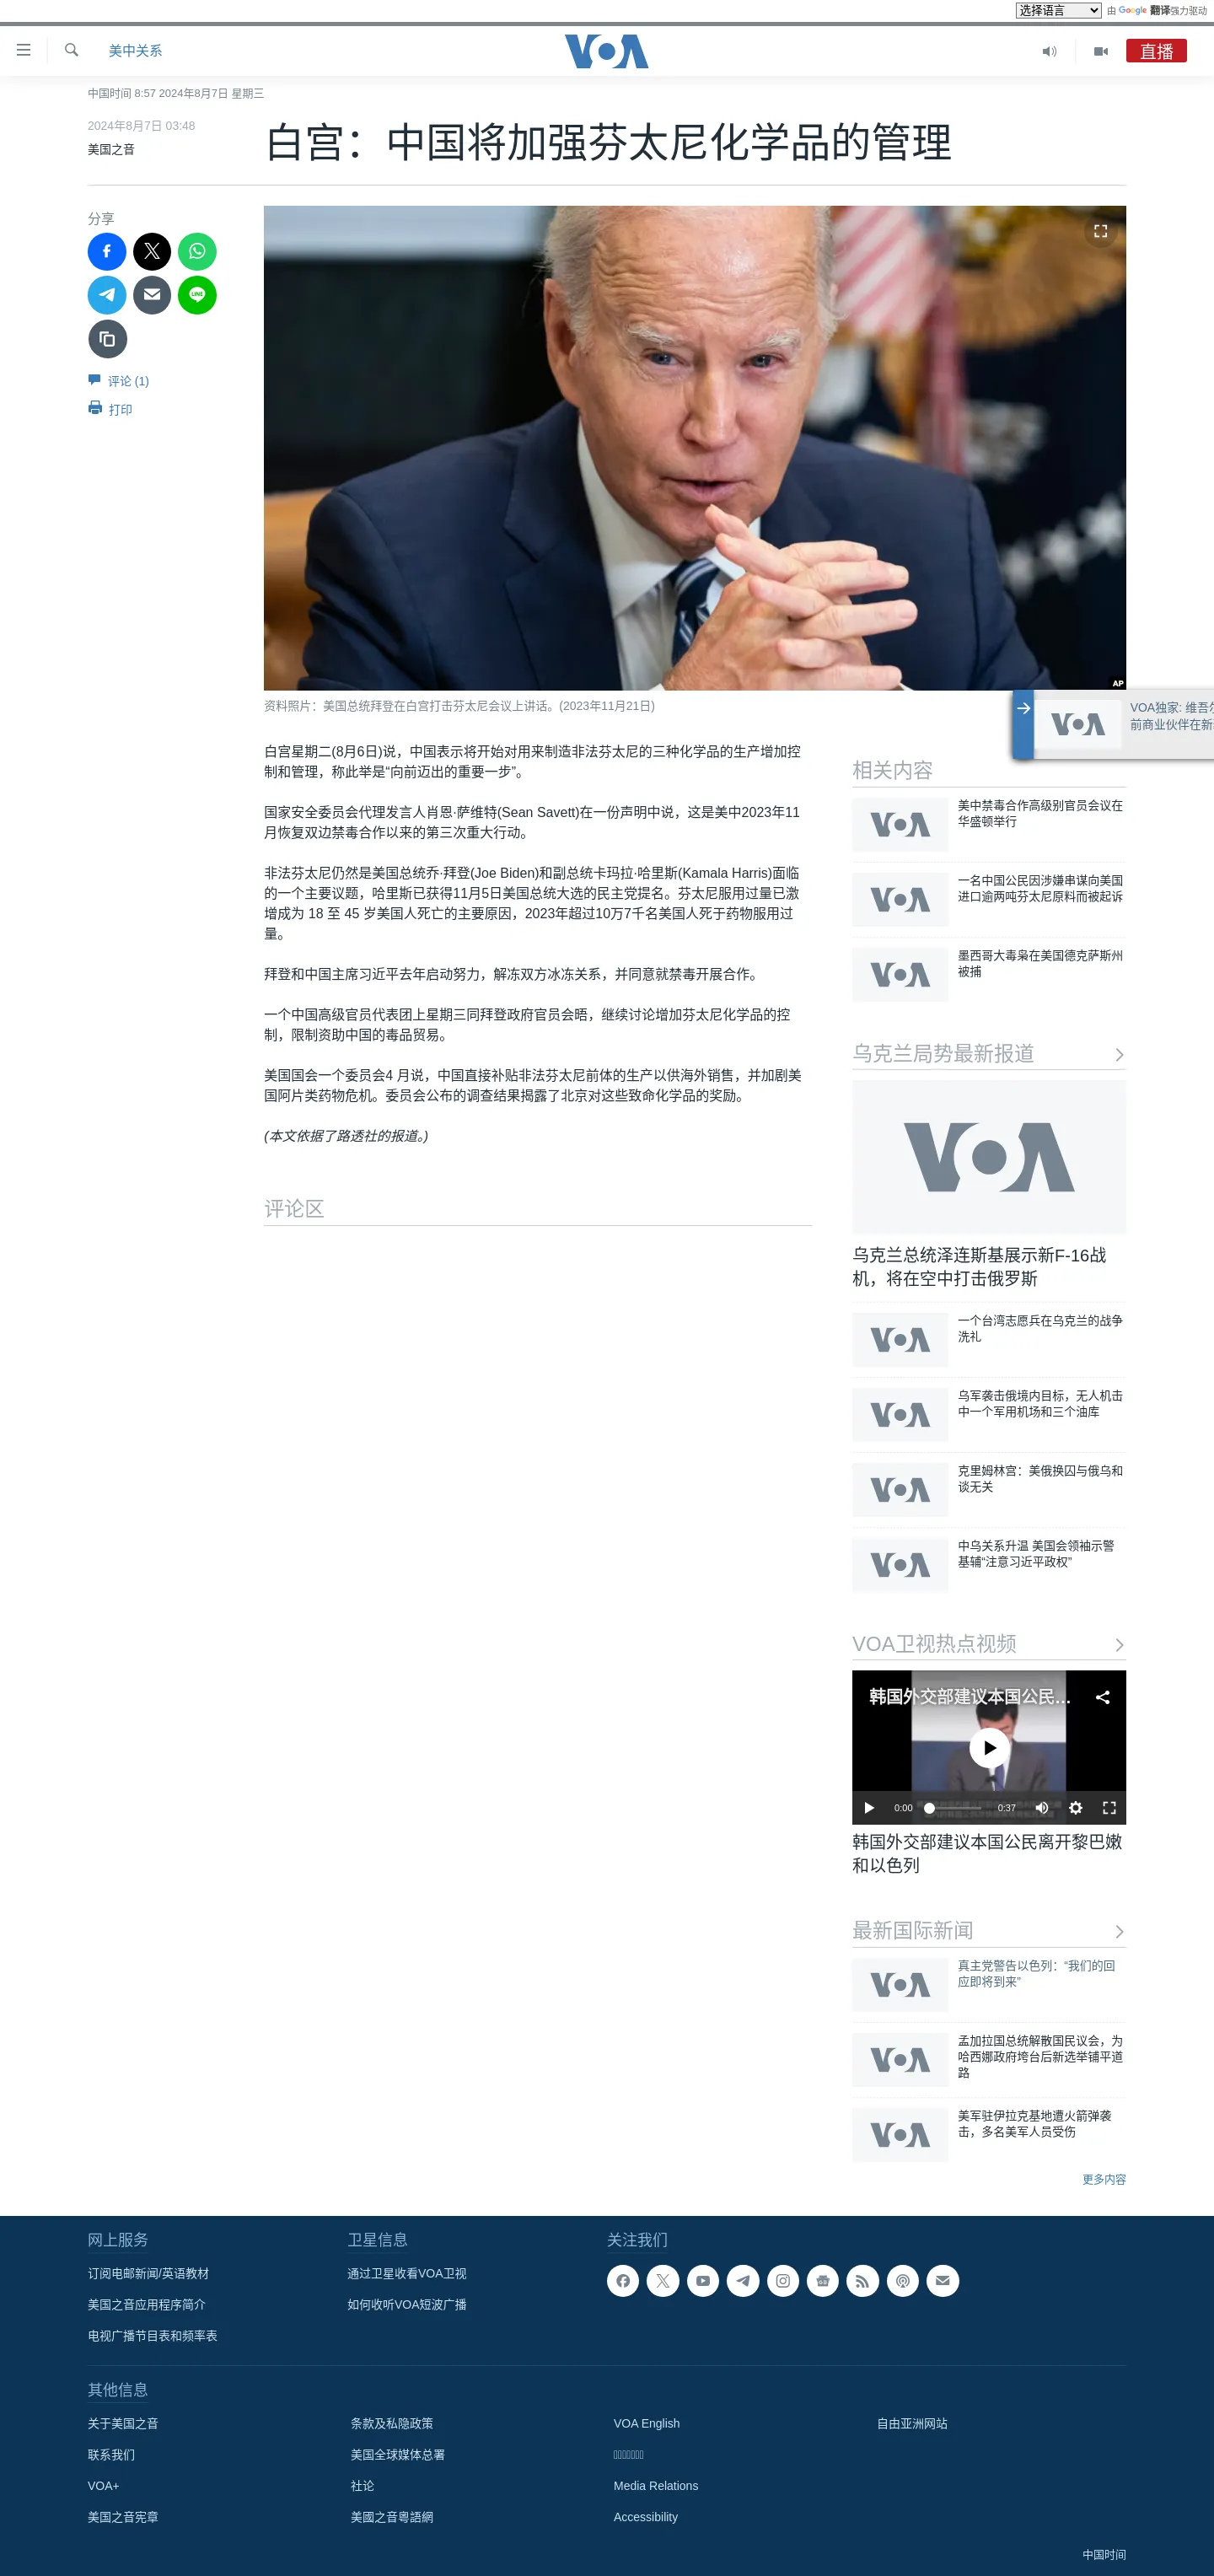 选择语言
由 Google 翻译强力驱动
美中关系
VOA
直播
中国时间 8:57 2024年8月7日 星期三
2024年8月7日 03:48
美国之音
白宫：中国将加强芬太尼化学品的管理
分享
LINE
评论 (1)
打印
AP
资料照片：美国总统拜登在白宫打击芬太尼会议上讲话。(2023年11月21日)
VOA
VOA独家: 维吾尔
前商业伙伴在新
白宫星期二(8月6日)说，中国表示将开始对用来制造非法芬太尼的三种化学品的生产增加控
制和管理，称此举是“向前迈出的重要一步”。
国家安全委员会代理发言人肖恩·萨维特(Sean Savett)在一份声明中说，这是美中2023年11
月恢复双边禁毒合作以来的第三次重大行动。
非法芬太尼仍然是美国总统乔·拜登(Joe Biden)和副总统卡玛拉·哈里斯(Kamala Harris)面临
的一个主要议题，哈里斯已获得11月5日美国总统大选的民主党提名。芬太尼服用过量已激
增成为 18 至 45 岁美国人死亡的主要原因，2023年超过10万7千名美国人死于药物服用过
量。
拜登和中国主席习近平去年启动努力，解冻双方冰冻关系，并同意就禁毒开展合作。
一个中国高级官员代表团上星期三同拜登政府官员会晤，继续讨论增加芬太尼化学品的控
制，限制资助中国的毒品贸易。
美国国会一个委员会4 月说，中国直接补贴非法芬太尼前体的生产以供海外销售，并加剧美
国阿片类药物危机。委员会公布的调查结果揭露了北京对这些致命化学品的奖励。
(本文依据了路透社的报道。)
评论区
相关内容
VOA
美中禁毒合作高级别官员会议在
华盛顿举行
VOA
一名中国公民因涉嫌串谋向美国
进口逾两吨芬太尼原料而被起诉
VOA
墨西哥大毒枭在美国德克萨斯州
被捕
乌克兰局势最新报道
VOA
乌克兰总统泽连斯基展示新F-16战
机，将在空中打击俄罗斯
VOA
一个台湾志愿兵在乌克兰的战争
洗礼
VOA
乌军袭击俄境内目标，无人机击
中一个军用机场和三个油库
VOA
克里姆林宫：美俄换囚与俄乌和
谈无关
VOA
中乌关系升温 美国会领袖示警
基辅“注意习近平政权”
VOA卫视热点视频
韩国外交部建议本国公民...
0:00
0:37
韩国外交部建议本国公民离开黎巴嫩
和以色列
最新国际新闻
VOA
真主党警告以色列：“我们的回
应即将到来”
VOA
孟加拉国总统解散国民议会，为
哈西娜政府垮台后新选举铺平道
路
VOA
美军驻伊拉克基地遭火箭弹袭
击，多名美军人员受伤
更多内容
网上服务
订阅电邮新闻/英语教材
美国之音应用程序简介
电视广播节目表和频率表
卫星信息
通过卫星收看VOA卫视
如何收听VOA短波广播
关注我们
其他信息
关于美国之音
联系我们
VOA+
美国之音宪章
条款及私隐政策
美国全球媒体总署
社论
美國之音粵語網
VOA English
Media Relations
Accessibility
自由亚洲网站
中国时间